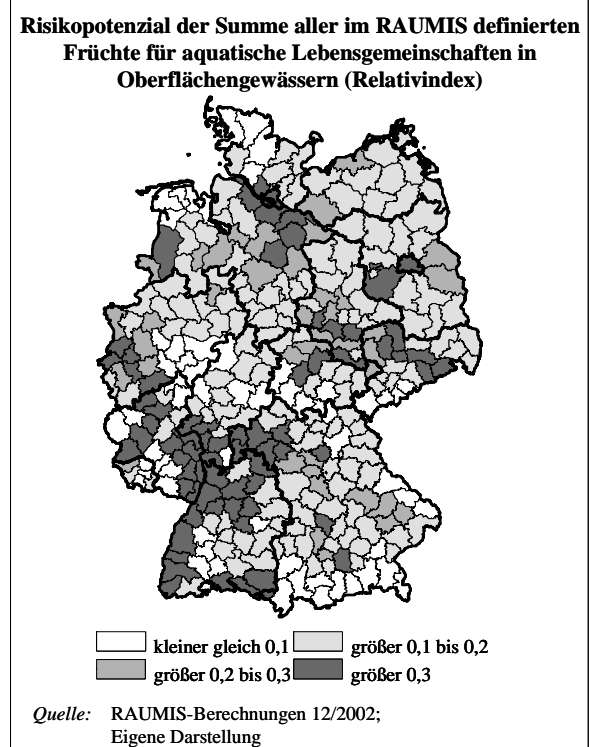 Risikopotenzial der Summe aller im RAUMIS definierten
Früchte für aquatische Lebensgemeinschaften in
Oberflächengewässern (Relativindex)
kleiner gleich 0,1 größer 0,1 bis 0,2
größer 0,2 bis 0,3 größer 0,3
Quelle: RAUMIS-Berechnungen 12/2002;
Eigene Darstellung